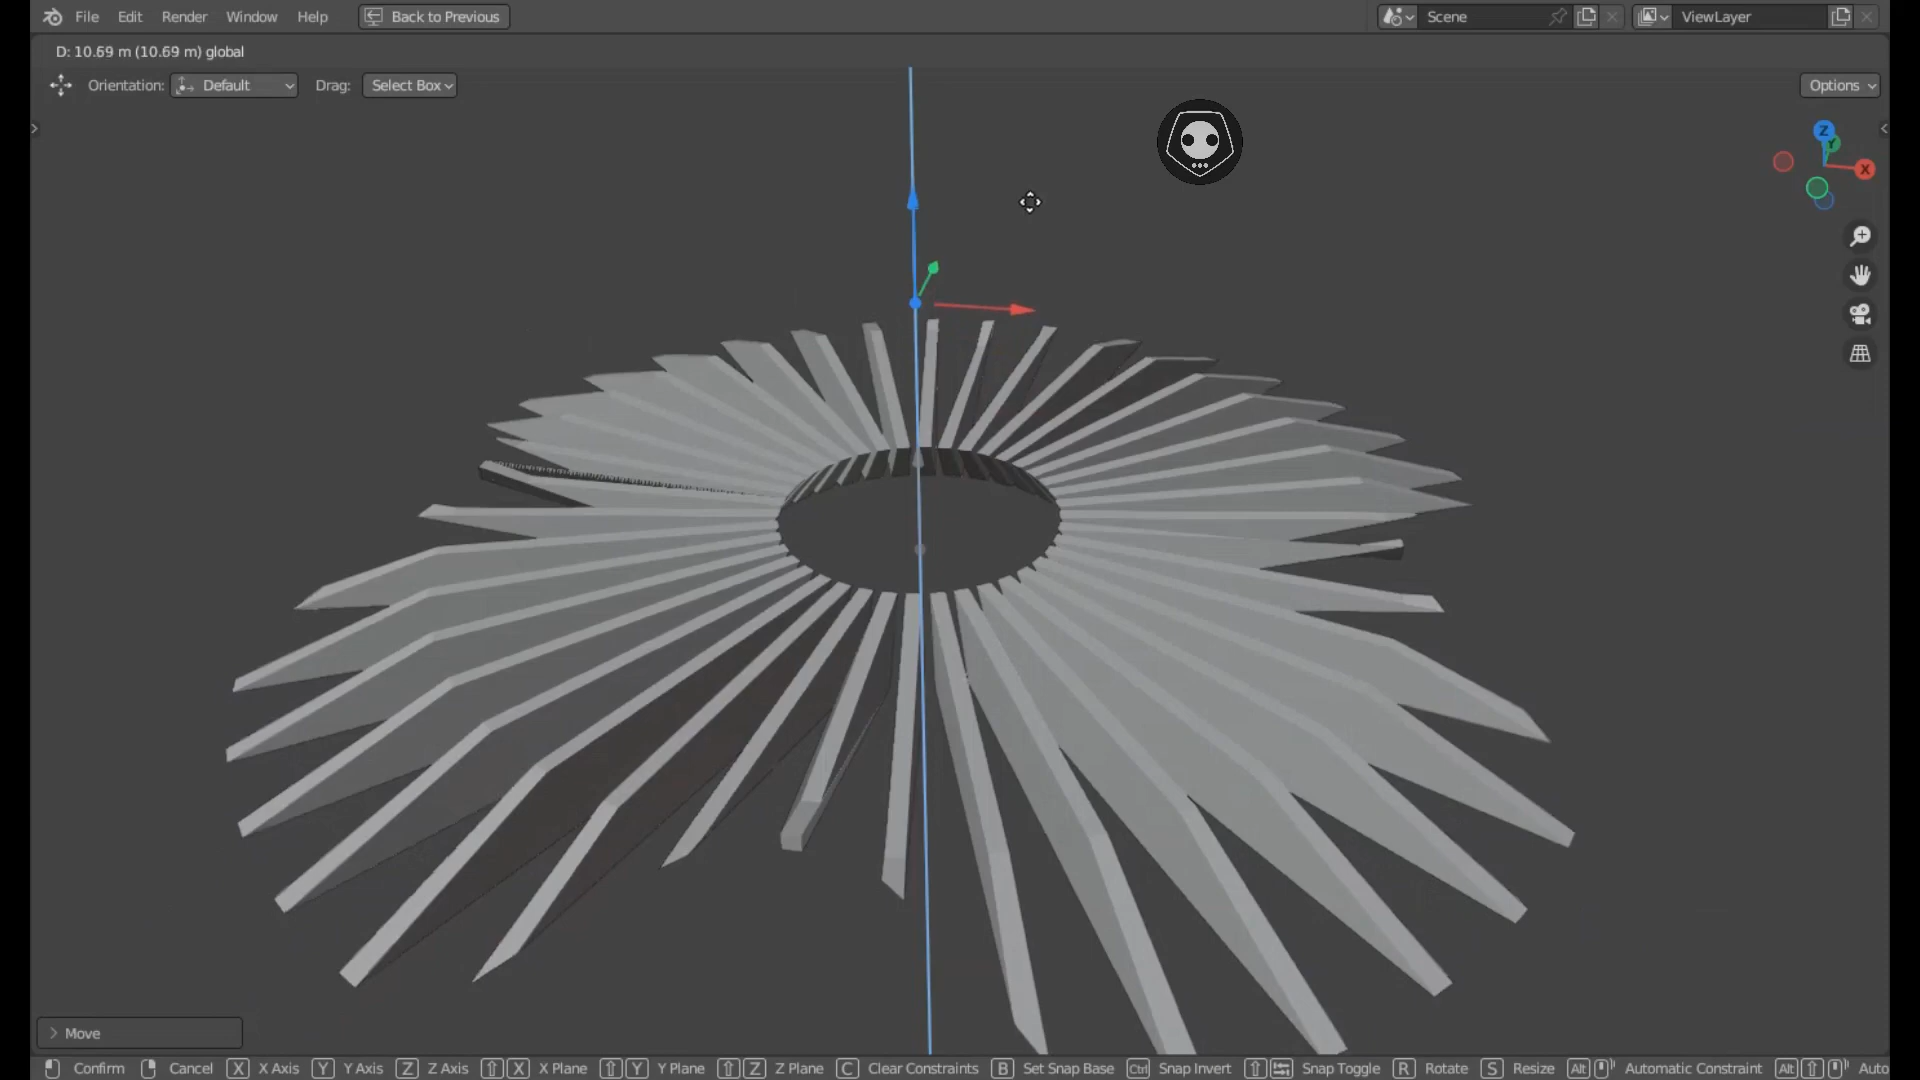 File Edit Render Window Help Back to Previous Scene ViewLayer
D: 10.69 m (10.69 m) global
Orientation: Default Drag: Select Box Options
Z
Y
X
Move
Confirm Cancel X X Axis Y Y Axis Z Z Axis X X Plane Y Y Plane Z Z Plane C Clear Constraints B Set Snap Base Ctrl Snap Invert Snap Toggle R Rotate S Resize Alt Automatic Constraint Alt Auto